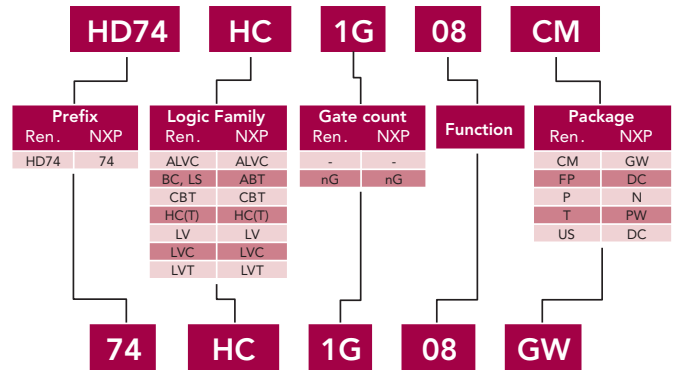 HD74 HC 1G 08 CM
Prefix
Ren. NXP
HD74 74
Logic Family
Ren. NXP
ALVC ALVC
BC, LS ABT
CBT CBT
HC(T) HC(T)
LV LV
LVC LVC
LVT LVT
Gate count
Ren. NXP
- -
nG nG
Function
Package
Ren. NXP
CM GW
FP DC
P N
T PW
US DC
74 HC 1G 08 GW